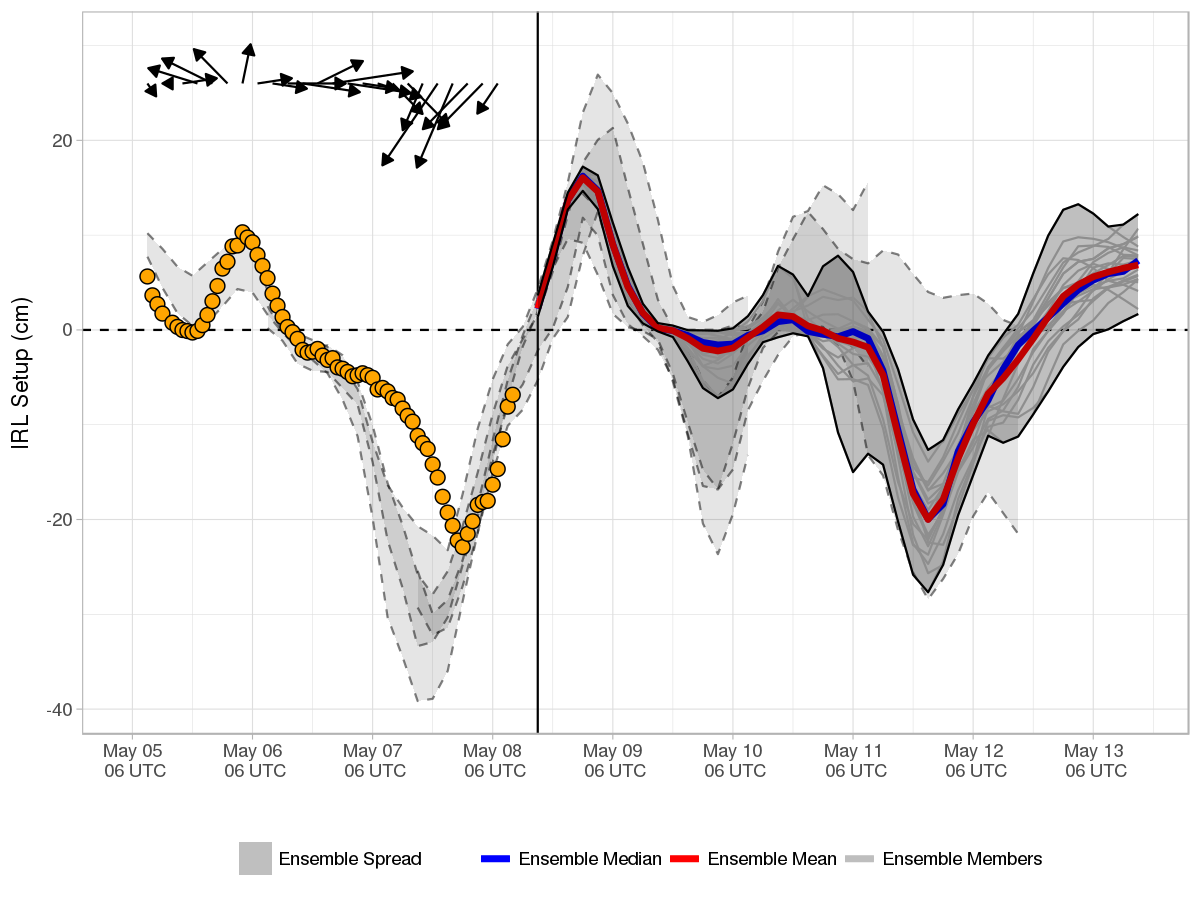 IRL Setup (cm)
20
0
-20
-40
May 05 May 06 May 07 May 08 May 09 May 10 May 11 May 12 May 13
06 UTC 06 UTC 06 UTC 06 UTC 06 UTC 06 UTC 06 UTC 06 UTC 06 UTC
Ensemble Spread Ensemble Median Ensemble Mean Ensemble Members